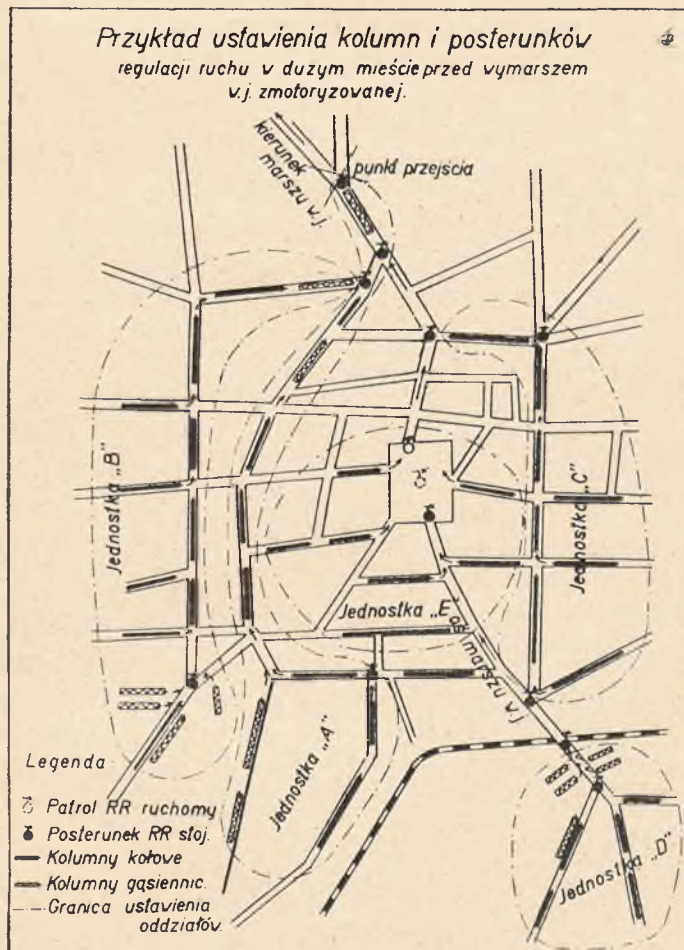 Przykład ustawienia kolumn i posterunków
regulacji ruchu w dużym mieście przed wymarszem
w.j. zmotoryzowanej.
kierunek
marszu w.j.
punkt przejścia
Jednostka „B"
Jednostka „C"
Jednostka „E"
oś marszu w.j.
Jednostka „A"
Jednostka „D"
Legenda
Patrol RR ruchomy
Posterunek RR stoj.
Kolumny kołowe
Kolumny gąsiennic.
Granica ustawienia
oddziałów.